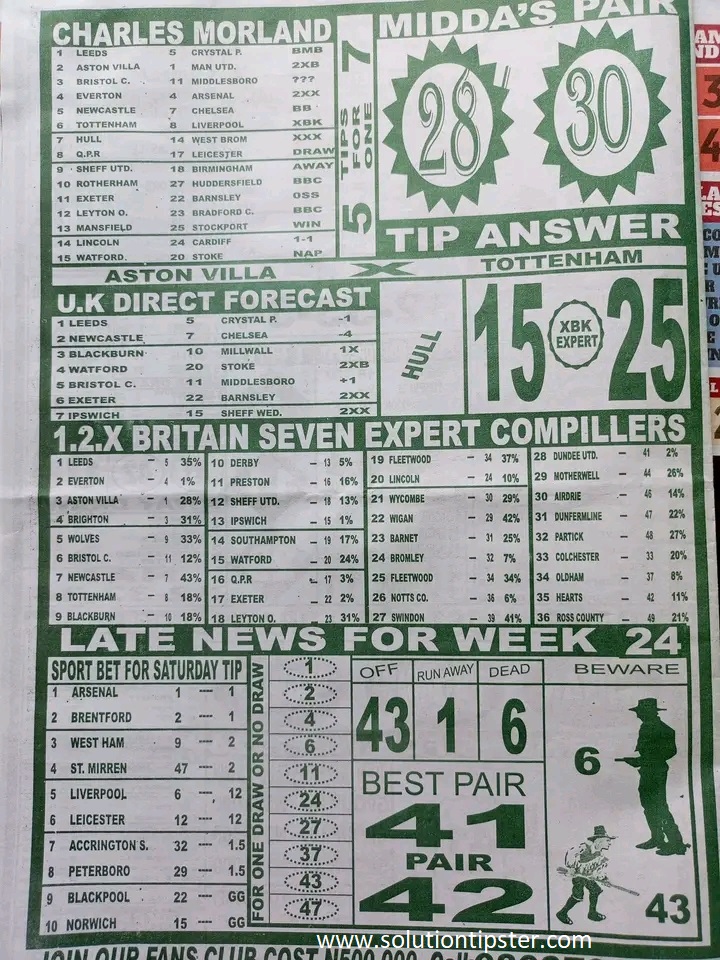 CHARLES MORLAND
1 LEEDS 5 CRYSTAL P. BMB
2 ASTON VILLA 1 MAN UTD. 2XB
3 BRISTOL C. 11 MIDDLESBORO ???
4 EVERTON 4 ARSENAL 2XX
5 NEWCASTLE 7 CHELSEA BB
6 TOTTENHAM 8 LIVERPOOL XBK
7 HULL 14 WEST BROM XXX
8 Q.P.R 17 LEICESTER DRAW
9 SHEFF UTD. 18 BIRMINGHAM AWAY
10 ROTHERHAM 27 HUDDERSFIELD BBC
11 EXETER 22 BARNSLEY 0SS
12 LEYTON O. 23 BRADFORD C. BBC
13 MANSFIELD 25 STOCKPORT WIN
14 LINCOLN 24 CARDIFF 1-1
15 WATFORD. 20 STOKE NAP
5 TIPS FOR ONE 7
MIDDA'S PAIR
28 30
TIP ANSWER
ASTON VILLA X TOTTENHAM
U.K DIRECT FORECAST
1 LEEDS 5 CRYSTAL P. -1
2 NEWCASTLE 7 CHELSEA -4
3 BLACKBURN 10 MILLWALL 1X
4 WATFORD 20 STOKE 2XB
5 BRISTOL C. 11 MIDDLESBORO +1
6 EXETER 22 BARNSLEY 2XX
7 IPSWICH 15 SHEFF WED. 2XX
HULL
15 XBK EXPERT 25
1.2.X BRITAIN SEVEN EXPERT COMPILLERS
1 LEEDS - 5 35%
2 EVERTON - 4 1%
3 ASTON VILLA - 1 28%
4 BRIGHTON - 3 31%
5 WOLVES - 9 33%
6 BRISTOL C. - 11 12%
7 NEWCASTLE - 7 43%
8 TOTTENHAM - 8 18%
9 BLACKBURN - 10 18%
10 DERBY - 13 5%
11 PRESTON - 16 16%
12 SHEFF UTD. - 18 13%
13 IPSWICH - 15 1%
14 SOUTHAMPTON - 19 17%
15 WATFORD - 20 24%
16 Q.P.R - 17 3%
17 EXETER - 22 2%
18 LEYTON O. - 23 31%
19 FLEETWOOD - 34 37%
20 LINCOLN - 24 10%
21 WYCOMBE - 30 29%
22 WIGAN - 29 42%
23 BARNET - 31 25%
24 BROMLEY - 32 7%
25 FLEETWOOD - 34 34%
26 NOTTS CO. - 36 6%
27 SWINDON - 39 41%
28 DUNDEE UTD. - 41 2%
29 MOTHERWELL - 44 26%
30 AIRDRIE - 46 14%
31 DUNFERMLINE - 47 22%
32 PARTICK - 48 27%
33 COLCHESTER - 33 20%
34 OLDHAM - 37 8%
35 HEARTS - 42 11%
36 ROSS COUNTY - 49 21%
LATE NEWS FOR WEEK 24
SPORT BET FOR SATURDAY TIP
1 ARSENAL 1 ---- 1
2 BRENTFORD 2 ---- 1
3 WEST HAM 9 ---- 2
4 ST. MIRREN 47 ---- 2
5 LIVERPOOL 6 ---- 12
6 LEICESTER 12 ---- 12
7 ACCRINGTON S. 32 ---- 1.5
8 PETERBORO 29 ---- 1.5
9 BLACKPOOL 22 ---- GG
10 NORWICH 15 ---- GG
FOR ONE DRAW OR NO DRAW
1
2
4
6
11
24
27
37
43
47
OFF RUN AWAY DEAD
43 1 6
BEST PAIR
41
PAIR
42
BEWARE
6
43
www.solutiontipster.com
JOIN OUR FANS CLUB COST N500,000.